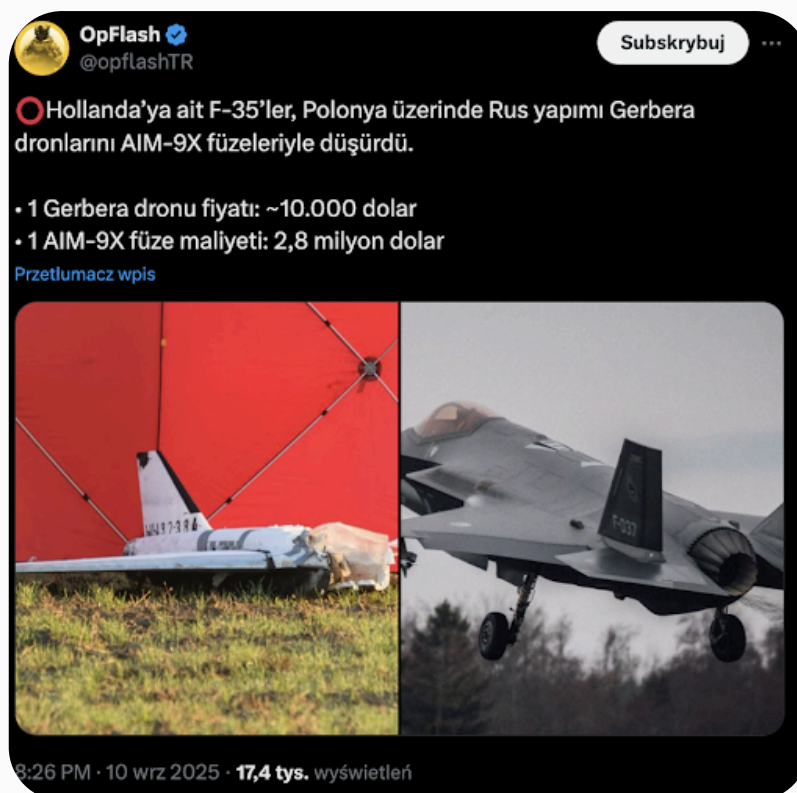 OpFlash
@opflashTR
Subskrybuj
⭕Hollanda’ya ait F-35’ler, Polonya üzerinde Rus yapımı Gerbera
dronlarını AIM-9X füzeleriyle düşürdü.
• 1 Gerbera dronu fiyatı: ~10.000 dolar
• 1 AIM-9X füze maliyeti: 2,8 milyon dolar
Przetłumacz wpis
F-037
8:26 PM · 10 wrz 2025 · 17,4 tys. wyświetleń